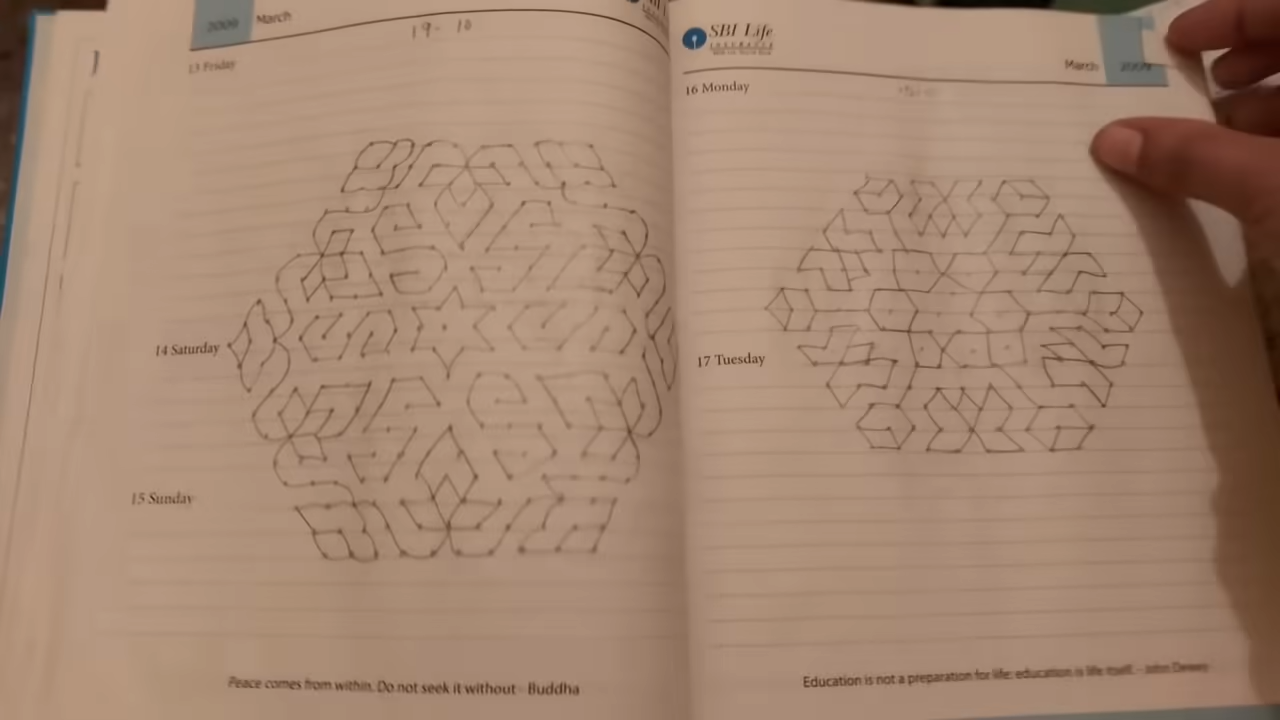 2009 March
19- 10
13 Friday
14 Saturday
15 Sunday
Peace comes from within. Do not seek it without - Buddha
SBI Life
INSURANCE
March 2009
16 Monday
17 Tuesday
Education is not a preparation for life; education is life itself. - John Dewey